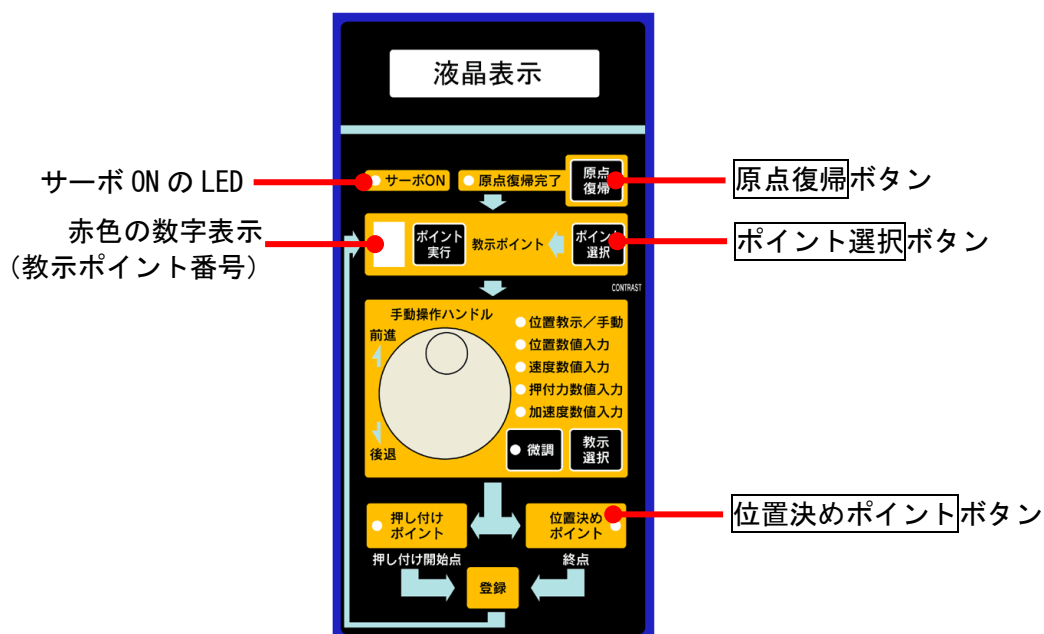 液晶表示
サーボ ON の LED
サーボON
原点復帰完了
原点
復帰
原点復帰ボタン
赤色の数字表示
(教示ポイント番号)
ポイント
実行
教示ポイント
ポイント
選択
ポイント選択ボタン
CONTRAST
手動操作ハンドル
前進
後退
位置教示／手動
位置数値入力
速度数値入力
押付力数値入力
加速度数値入力
微調
教示
選択
押し付け
ポイント
位置決め
ポイント
位置決めポイントボタン
押し付け開始点
終点
登録